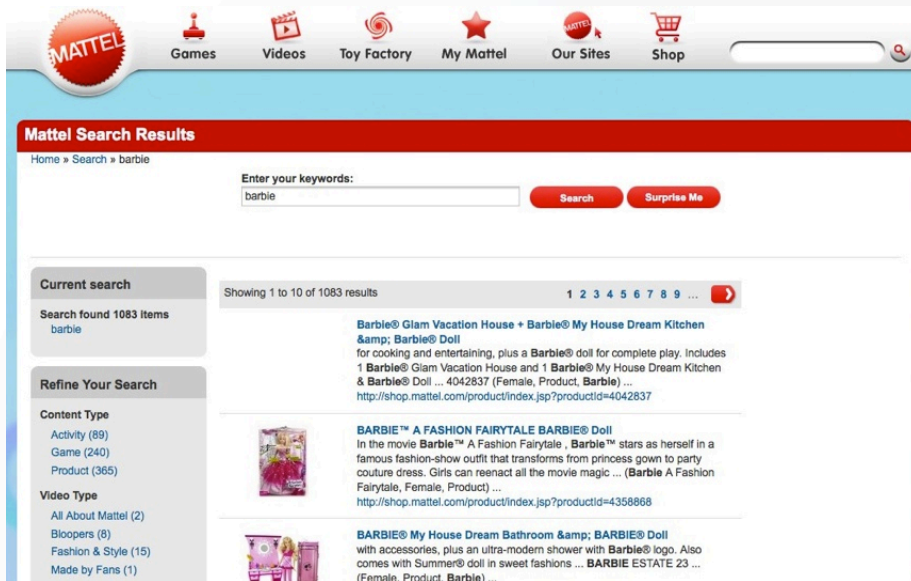 MATTEL
Games
Videos
Toy Factory
My Mattel
MATTEL
Our Sites
Shop
Mattel Search Results
Home » Search » barbie
Enter your keywords:
barbie
Search
Surprise Me
Current search
Search found 1083 items
barbie
Refine Your Search
Content Type
Activity (89)
Game (240)
Product (365)
Video Type
All About Mattel (2)
Bloopers (8)
Fashion & Style (15)
Made by Fans (1)
Showing 1 to 10 of 1083 results
1 2 3 4 5 6 7 8 9 ...
Barbie® Glam Vacation House + Barbie® My House Dream Kitchen
&amp; Barbie® Doll
for cooking and entertaining, plus a Barbie® doll for complete play. Includes
1 Barbie® Glam Vacation House and 1 Barbie® My House Dream Kitchen
& Barbie® Doll ... 4042837 (Female, Product, Barbie) ...
http://shop.mattel.com/product/index.jsp?productId=4042837
BARBIE™ A FASHION FAIRYTALE BARBIE® Doll
In the movie Barbie™ A Fashion Fairytale , Barbie™ stars as herself in a
famous fashion-show outfit that transforms from princess gown to party
couture dress. Girls can reenact all the movie magic ... (Barbie A Fashion
Fairytale, Female, Product) ...
http://shop.mattel.com/product/index.jsp?productId=4358868
BARBIE® My House Dream Bathroom &amp; BARBIE® Doll
with accessories, plus an ultra-modern shower with Barbie® logo. Also
comes with Summer® doll in sweet fashions ... BARBIE ESTATE 23 ...
(Female, Product, Barbie) ...